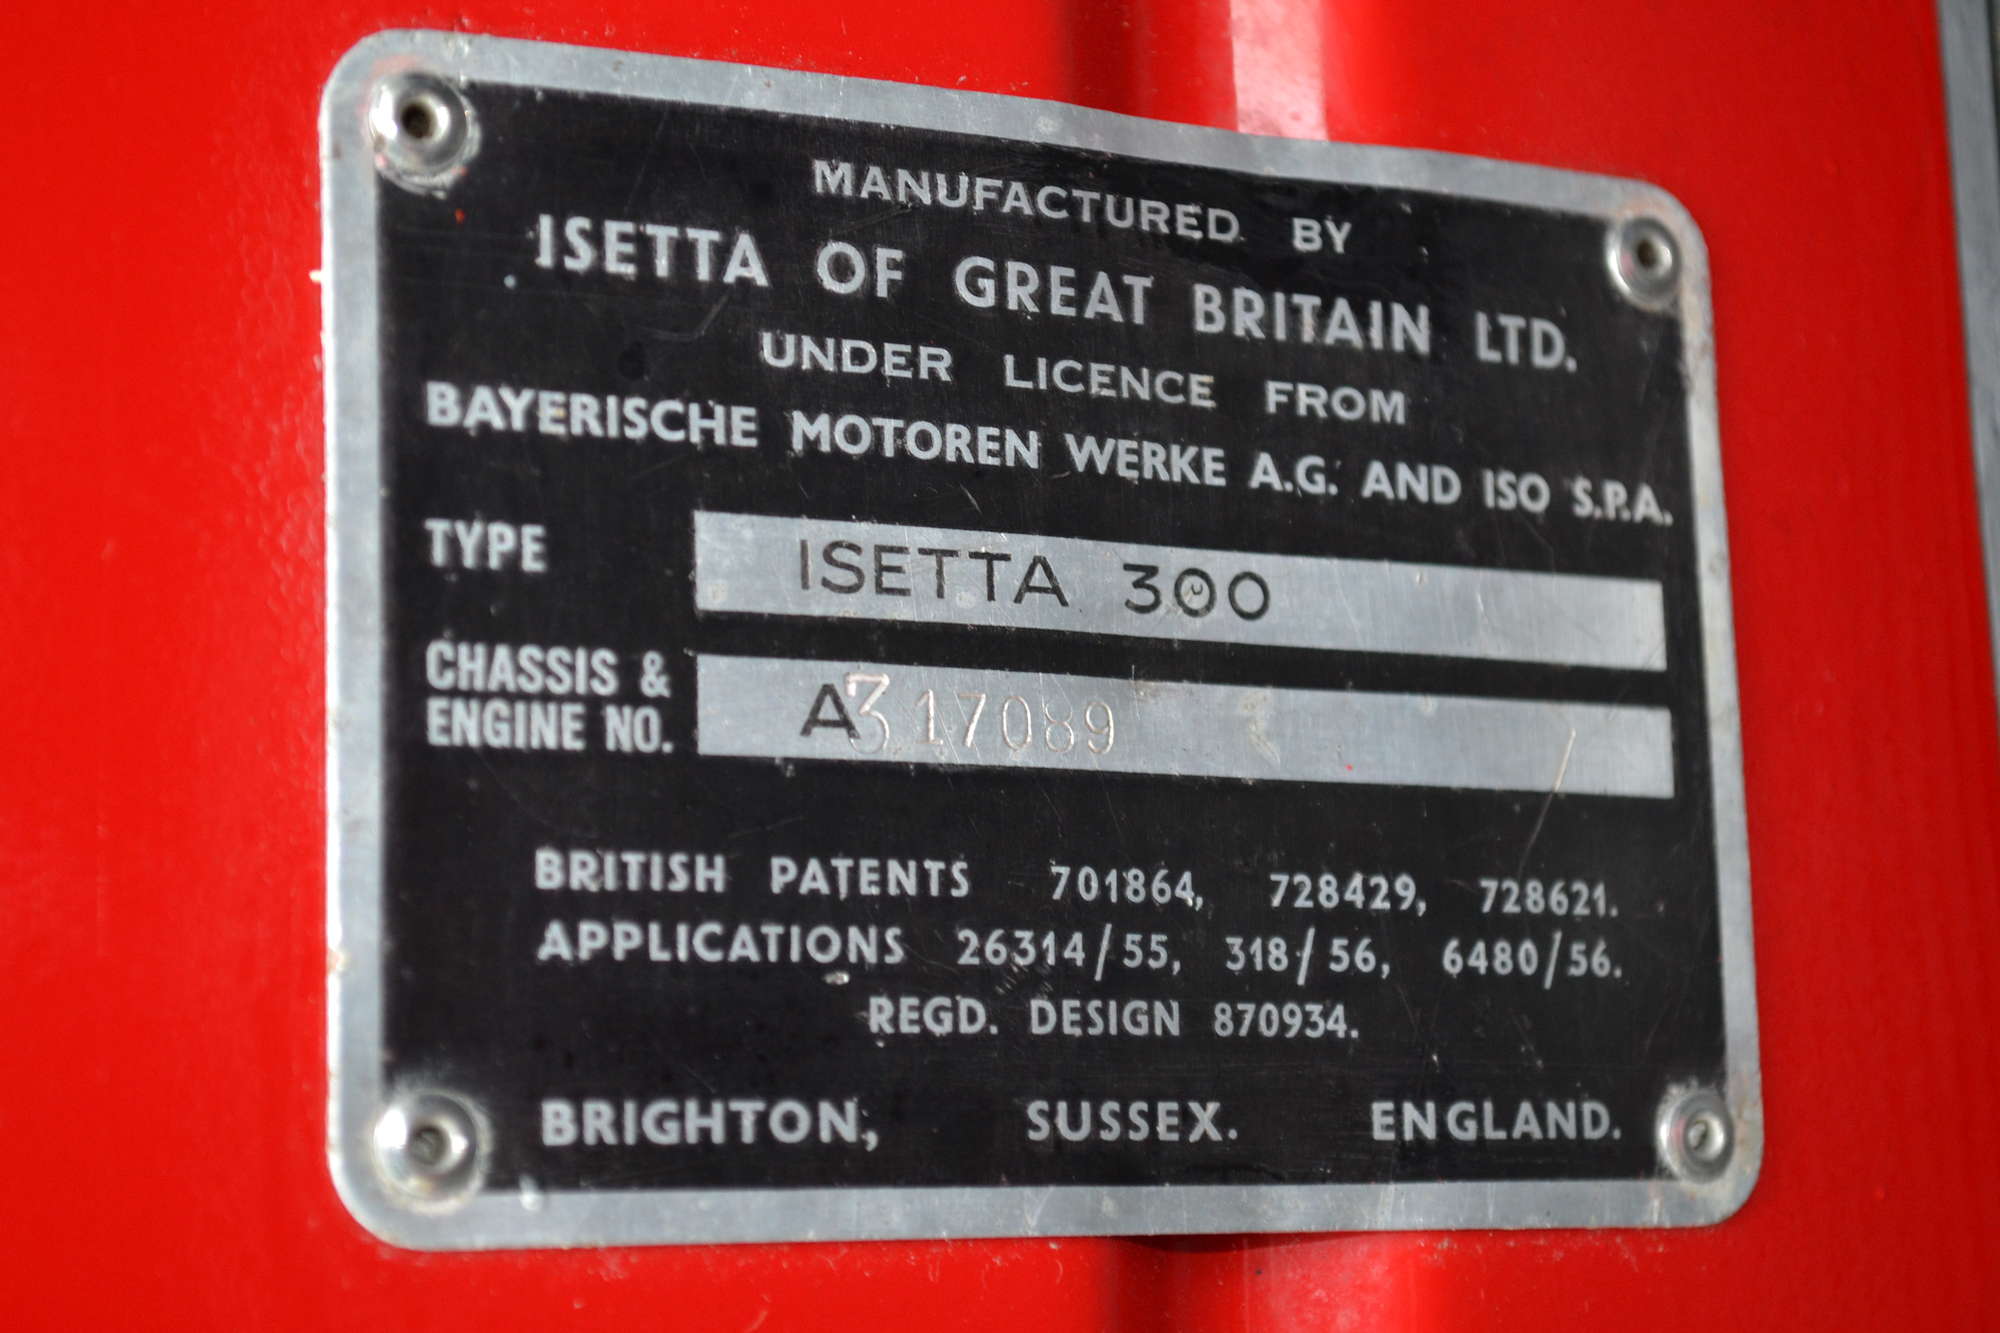 MANUFACTURED BY
ISETTA OF GREAT BRITAIN LTD.
UNDER LICENCE FROM
BAYERISCHE MOTOREN WERKE A.G. AND ISO S.P.A.
TYPE ISETTA 300
CHASSIS &
ENGINE NO. A317089
BRITISH PATENTS 701864, 728429, 728621.
APPLICATIONS 26314/55, 318/56, 6480/56.
REGD. DESIGN 870934.
BRIGHTON, SUSSEX. ENGLAND.